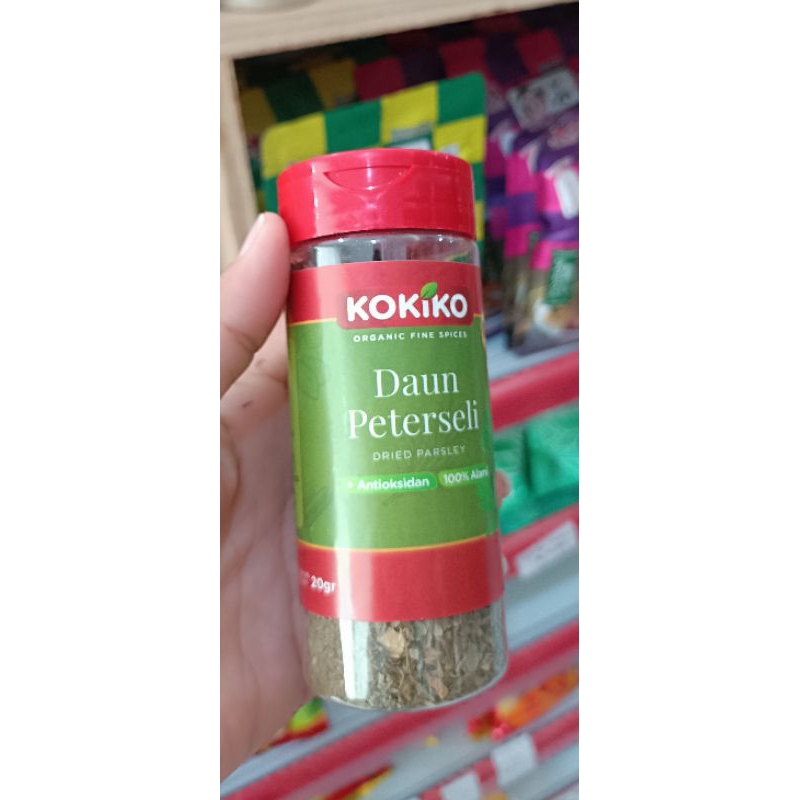 KOKIKO
ORGANIC FINE SPICES
Daun
Peterseli
DRIED PARSLEY
+ Antioksidan 100% Alami
20gr